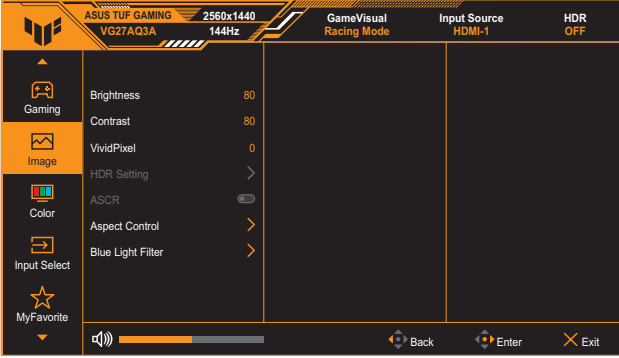 ASUS TUF GAMING 2560x1440 GameVisual Input Source HDR
VG27AQ3A 144Hz Racing Mode HDMI-1 OFF
Gaming
Image
Color
Input Select
MyFavorite
Brightness 80
Contrast 80
VividPixel 0
HDR Setting
ASCR
Aspect Control
Blue Light Filter
Back Enter Exit